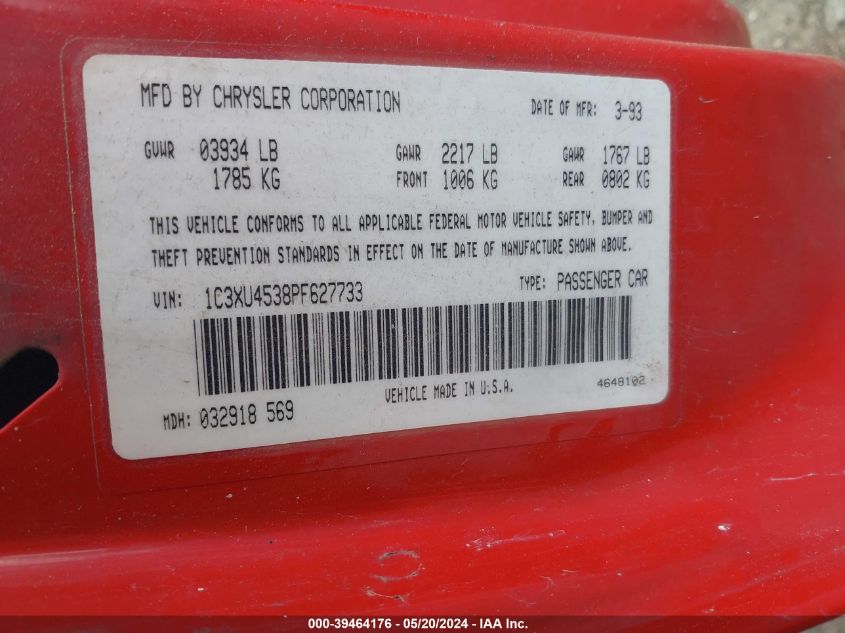 MFD BY CHRYSLER CORPORATION DATE OF MFR: 3-93
GVWR 03934 LB GAWR 2217 LB GAWR 1767 LB
1785 KG FRONT 1006 KG REAR 0802 KG
THIS VEHICLE CONFORMS TO ALL APPLICABLE FEDERAL MOTOR VEHICLE SAFETY, BUMPER AND
THEFT PREVENTION STANDARDS IN EFFECT ON THE DATE OF MANUFACTURE SHOWN ABOVE.
VIN: 1C3XU4538PF627733 TYPE: PASSENGER CAR
VEHICLE MADE IN U.S.A. 4648102
MDH: 032918 569
000-39464176 - 05/20/2024 - IAA Inc.